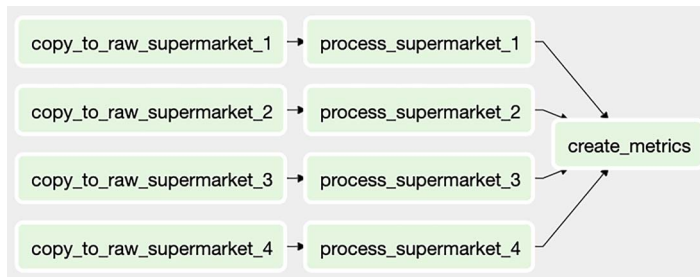 copy_to_raw_supermarket_1 process_supermarket_1
copy_to_raw_supermarket_2 process_supermarket_2
create_metrics
copy_to_raw_supermarket_3 process_supermarket_3
copy_to_raw_supermarket_4 process_supermarket_4